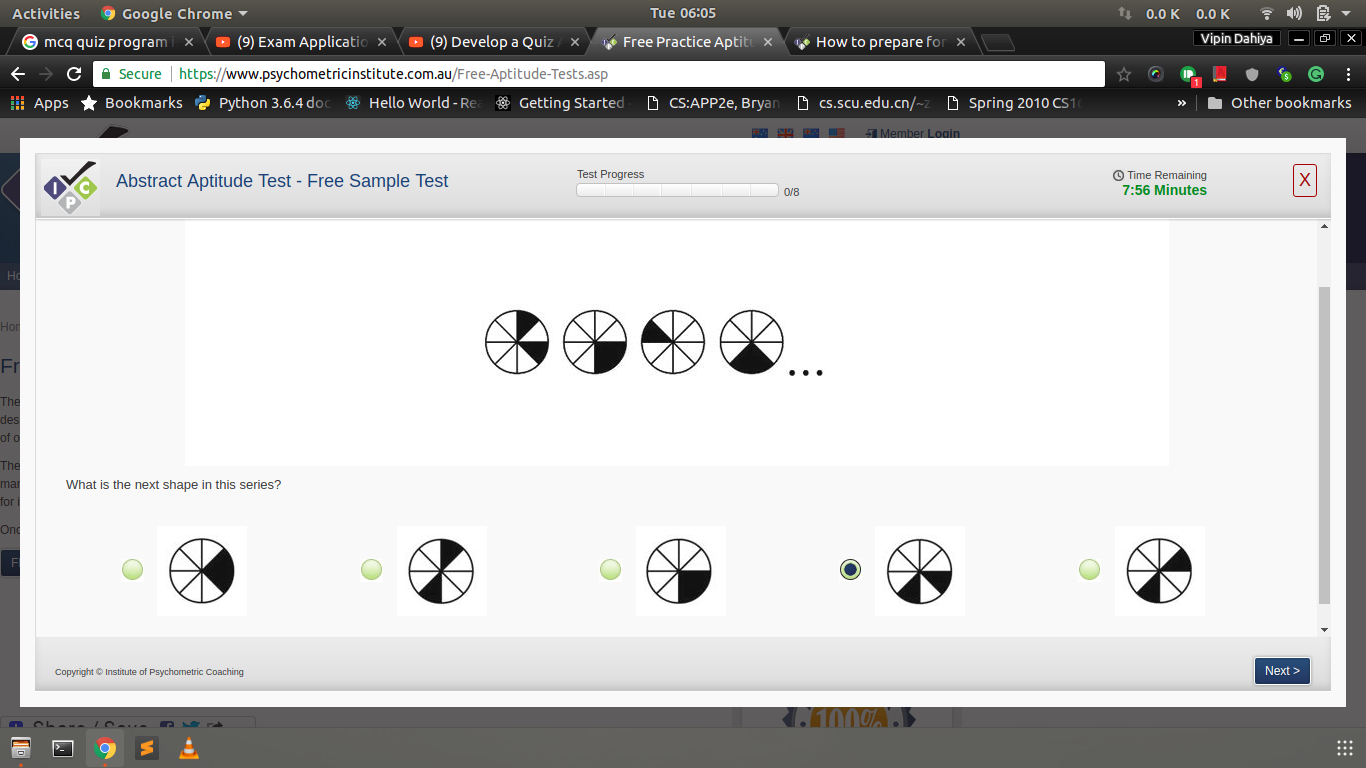 Activities Google Chrome Tue 06:05 0.0 K 0.0 K
mcq quiz program (9) Exam Applicatio (9) Develop a Quiz Free Practice Aptit How to prepare for Vipin Dahiya
Secure https://www.psychometricinstitute.com.au/Free-Aptitude-Tests.asp 1
Apps Bookmarks Python 3.6.4 doc Hello World - Rea Getting Started CS:APP2e, Bryan cs.scu.edu.cn/~z Spring 2010 CS1 » Other bookmarks
Member Login
I P C
Abstract Aptitude Test - Free Sample Test
Test Progress
0/8
Time Remaining
7:56 Minutes
X
...
What is the next shape in this series?
Copyright © Institute of Psychometric Coaching
Next >
Share / Save
100%